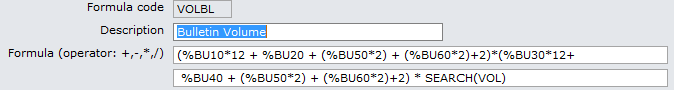 Formula code VOLBL
Description Bulletin Volume
Formula (operator: +,-,*,/) (%BU10*12 + %BU20 + (%BU50*2) + (%BU60*2)+2)*(%BU30*12+
%BU40 + (%BU50*2) + (%BU60*2)+2) * SEARCH(VOL)